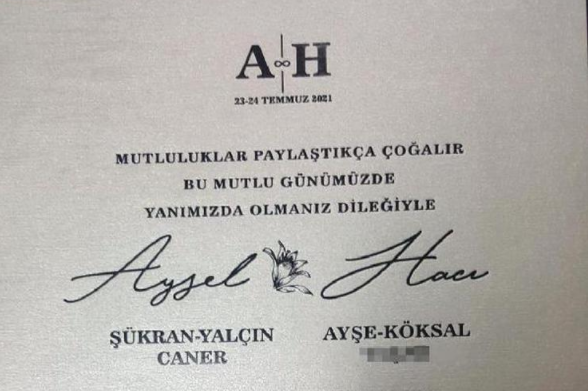 A∞H
23-24 TEMMUZ 2021
MUTLULUKLAR PAYLAŞTIKÇA ÇOĞALIR
BU MUTLU GÜNÜMÜZDE
YANIMIZDA OLMANIZ DİLEĞİYLE
Aysel Hacı
ŞÜKRAN-YALÇIN AYŞE-KÖKSAL
CANER